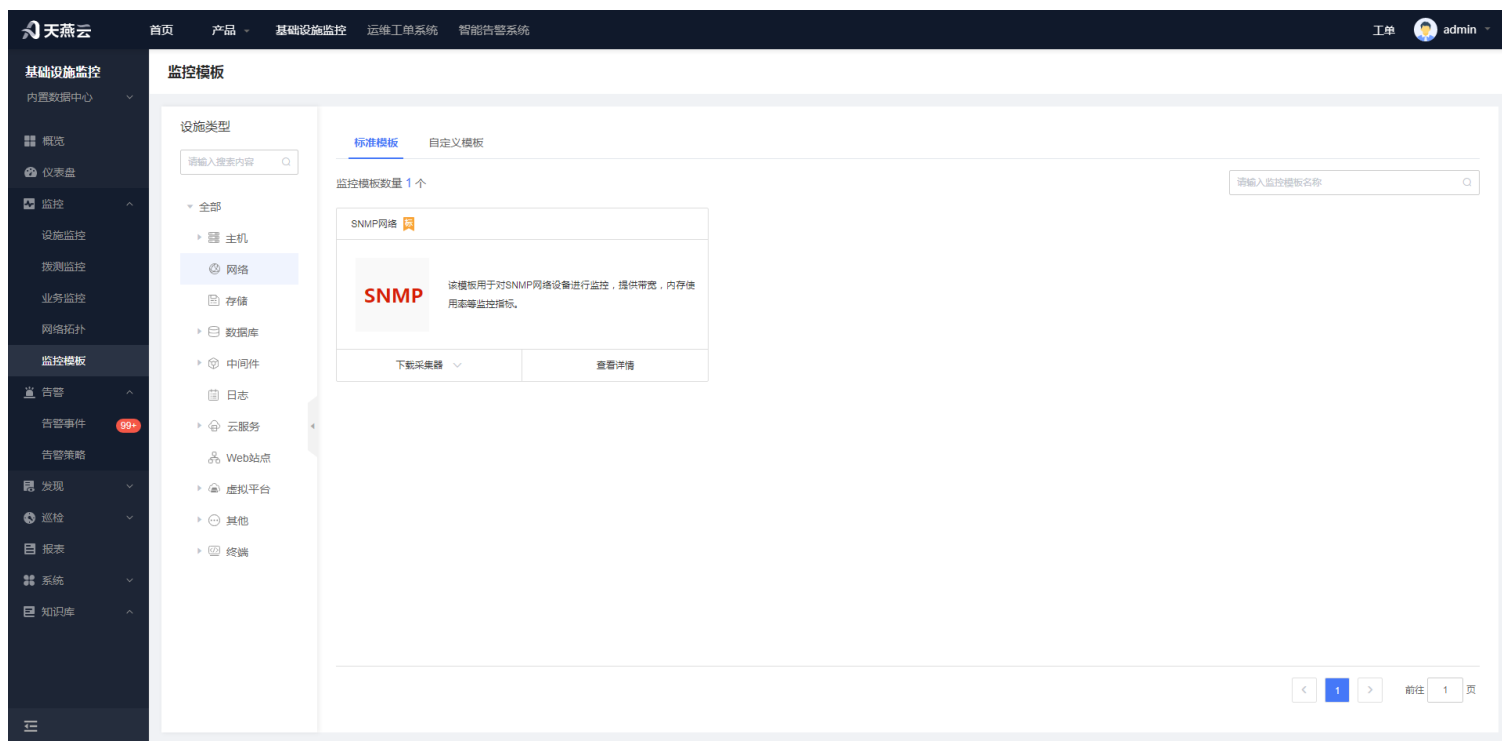 天燕云
首页 产品 基础设施监控 运维工单系统 智能告警系统 工单 admin
基础设施监控
内置数据中心
概览
仪表盘
监控
设施监控
拨测监控
业务监控
网络拓扑
监控模板
告警
告警事件 99+
告警策略
发现
巡检
报表
系统
知识库
监控模板
设施类型
请输入搜索内容
全部
主机
网络
存储
数据库
中间件
日志
云服务
Web站点
虚拟平台
其他
终端
标准模板 自定义模板
监控模板数量 1 个 请输入监控模板名称
SNMP网络 标
SNMP
该模板用于对SNMP网络设备进行监控，提供带宽，内存使
用率等监控指标。
下载采集器 查看详情
< 1 > 前往 1 页